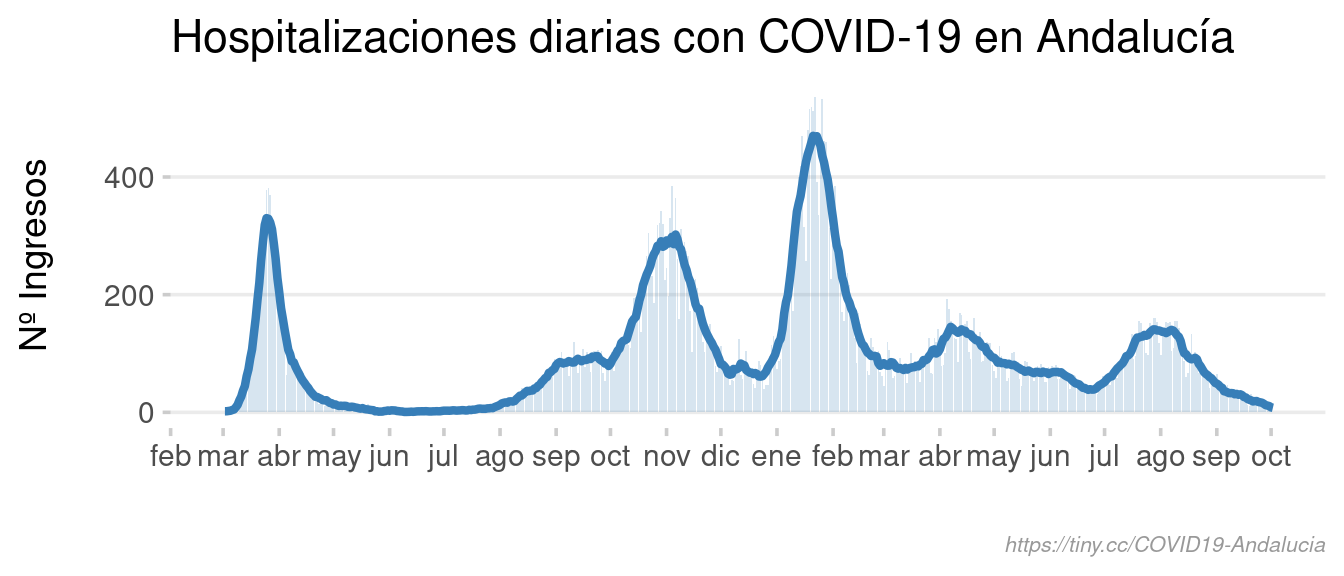 Hospitalizaciones diarias con COVID-19 en Andalucía
Nº Ingresos
400
200
0
feb mar abr may jun jul ago sep oct nov dic ene feb mar abr may jun jul ago sep oct
https://tiny.cc/COVID19-Andalucia